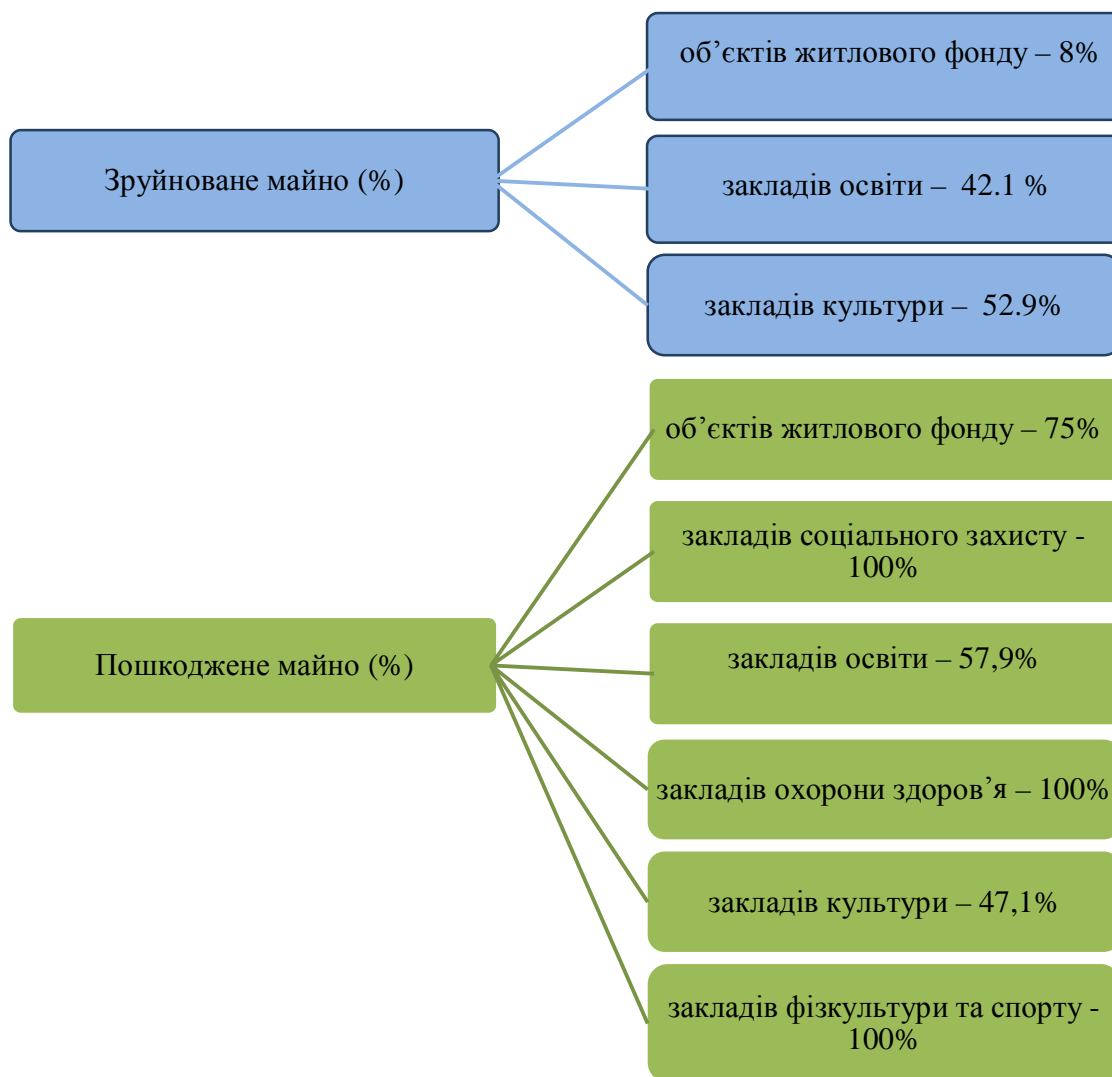 об’єктів житлового фонду – 8%
Зруйноване майно (%)
закладів освіти –  42.1 %
закладів культури –  52.9%
об’єктів житлового фонду – 75%
закладів соціального захисту -
100%
Пошкоджене майно (%)
закладів освіти – 57,9%
закладів охорони здоров’я – 100%
закладів культури – 47,1%
закладів фізкультури та спорту -
100%